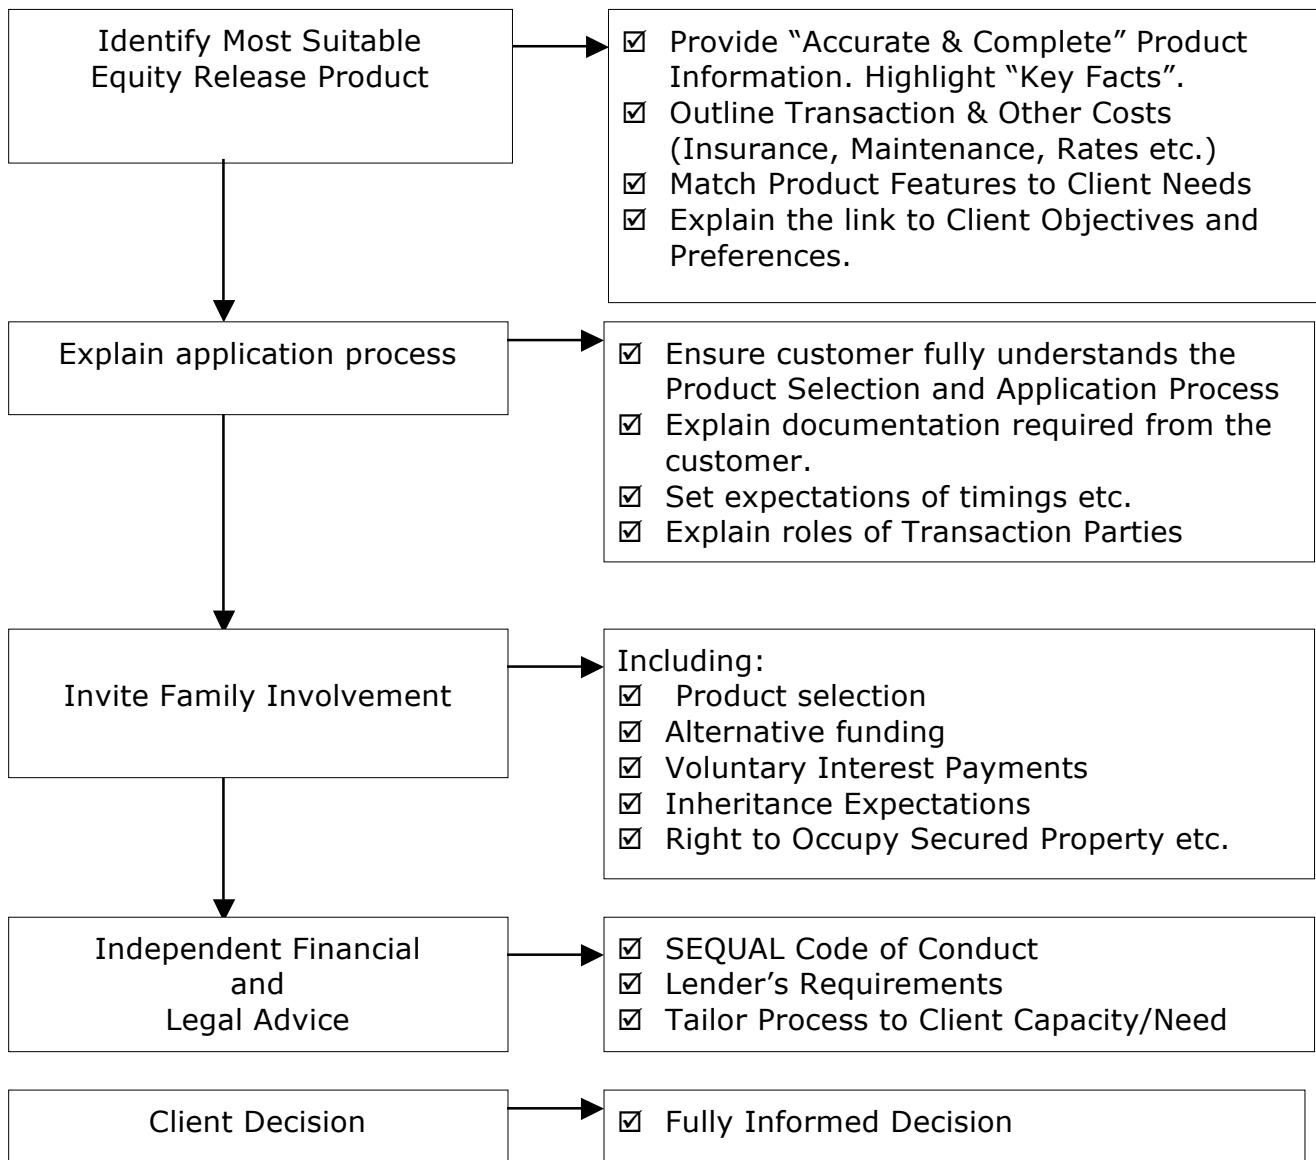 Identify Most Suitable
Equity Release Product
☑ Provide “Accurate & Complete” Product
Information. Highlight “Key Facts”.
☑ Outline Transaction & Other Costs
(Insurance, Maintenance, Rates etc.)
☑ Match Product Features to Client Needs
☑ Explain the link to Client Objectives and
Preferences.
Explain application process
☑ Ensure customer fully understands the
Product Selection and Application Process
☑ Explain documentation required from the
customer.
☑ Set expectations of timings etc.
☑ Explain roles of Transaction Parties
Invite Family Involvement
Including:
☑ Product selection
☑ Alternative funding
☑ Voluntary Interest Payments
☑ Inheritance Expectations
☑ Right to Occupy Secured Property etc.
Independent Financial
and
Legal Advice
☑ SEQUAL Code of Conduct
☑ Lender’s Requirements
☑ Tailor Process to Client Capacity/Need
Client Decision
☑ Fully Informed Decision